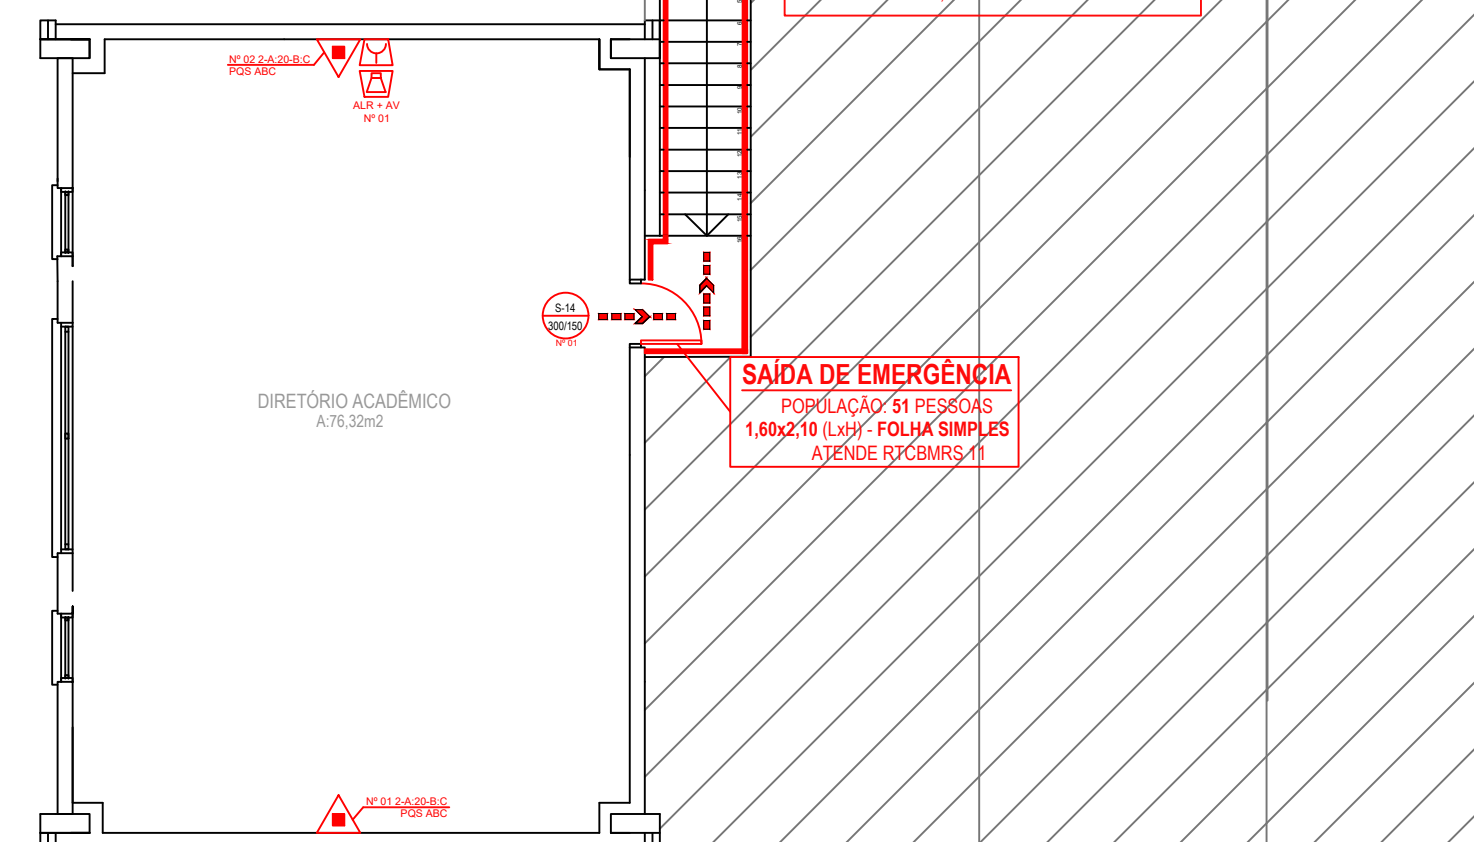 Nº 02 2-A:20-B:C
PQS ABC
ALR + AV
Nº 01
S-14
300/150
Nº 01
DIRETÓRIO ACADÊMICO
A:76,32m2
SAÍDA DE EMERGÊNCIA
POPULAÇÃO: 51 PESSOAS
1,60x2,10 (LxH) - FOLHA SIMPLES
ATENDE RTCBMRS 11
Nº 01 2-A:20-B:C
PQS ABC